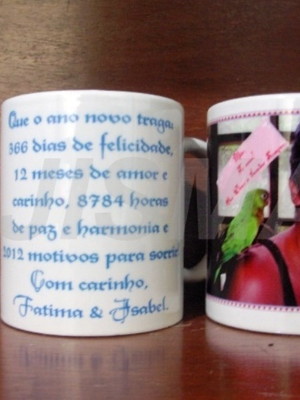 Que o ano novo traga:
366 dias de felicidade,
12 meses de amor e
carinho, 8784 horas
de paz e harmonia e
2012 motivos para sorrir!
Com carinho,
Fatima & Isabel.